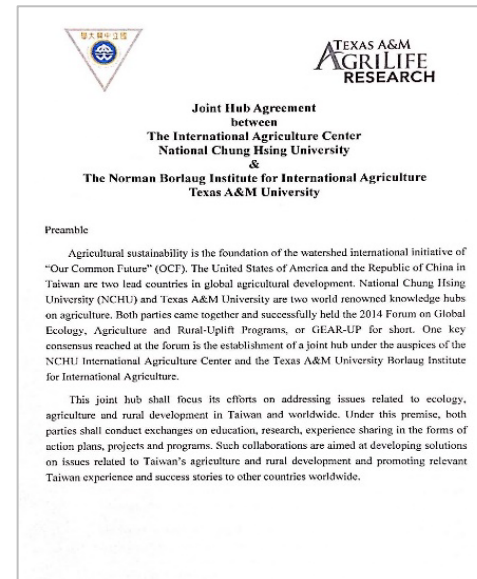 學大興中立國
TEXAS A&M
AGRILIFE
RESEARCH
Joint Hub Agreement
between
The International Agriculture Center
National Chung Hsing University
&
The Norman Borlaug Institute for International Agriculture
Texas A&M University
Preamble
Agricultural sustainability is the foundation of the watershed international initiative of
"Our Common Future" (OCF). The United States of America and the Republic of China in
Taiwan are two lead countries in global agricultural development. National Chung Hsing
University (NCHU) and Texas A&M University are two world renowned knowledge hubs
on agriculture. Both parties came together and successfully held the 2014 Forum on Global
Ecology, Agriculture and Rural-Uplift Programs, or GEAR-UP for short. One key
consensus reached at the forum is the establishment of a joint hub under the auspices of the
NCHU International Agriculture Center and the Texas A&M University Borlaug Institute
for International Agriculture.
This joint hub shall focus its efforts on addressing issues related to ecology,
agriculture and rural development in Taiwan and worldwide. Under this premise, both
parties shall conduct exchanges on education, research, experience sharing in the forms of
action plans, projects and programs. Such collaborations are aimed at developing solutions
on issues related to Taiwan's agriculture and rural development and promoting relevant
Taiwan experience and success stories to other countries worldwide.